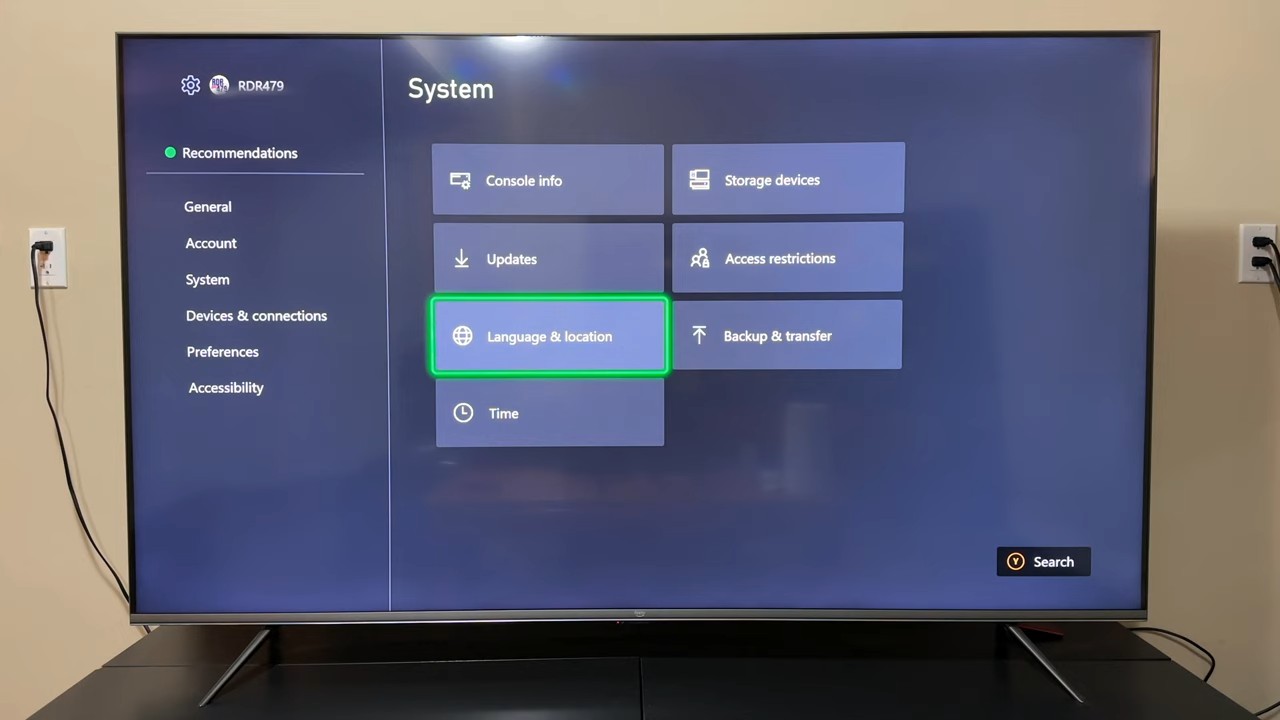 RDR479
Recommendations
General
Account
System
Devices & connections
Preferences
Accessibility
System
Console info
Storage devices
Updates
Access restrictions
Language & location
Backup & transfer
Time
Y Search